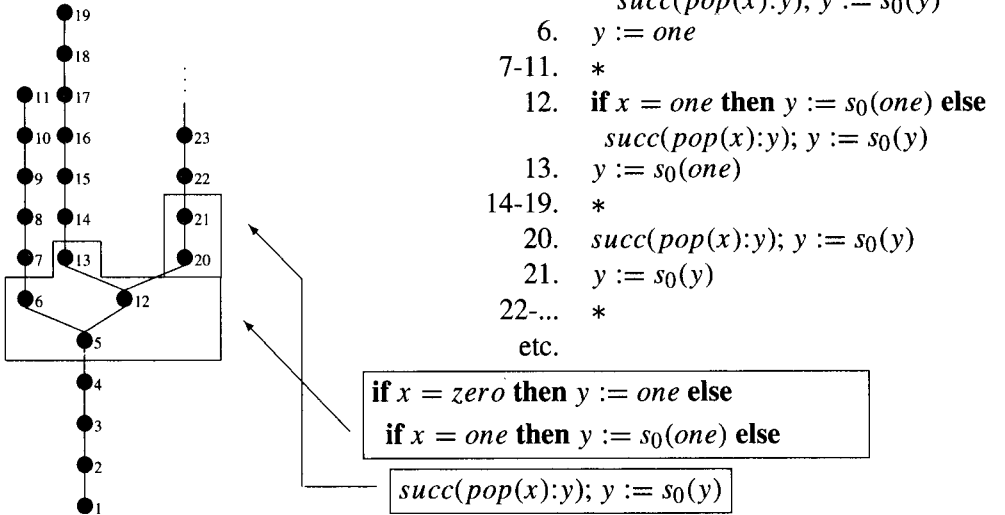 succ(pop(x):y); y := s₀(y)
6. y := one
7-11. *
12. if x = one then y := s₀(one) else
succ(pop(x):y); y := s₀(y)
13. y := s₀(one)
14-19. *
20. succ(pop(x):y); y := s₀(y)
21. y := s₀(y)
22-... *
etc.
if x = zero then y := one else
if x = one then y := s₀(one) else
succ(pop(x):y); y := s₀(y)
19
18
11 17
10 16 23
9 15 22
8 14 21
7 13 20
6 12
5
4
3
2
1